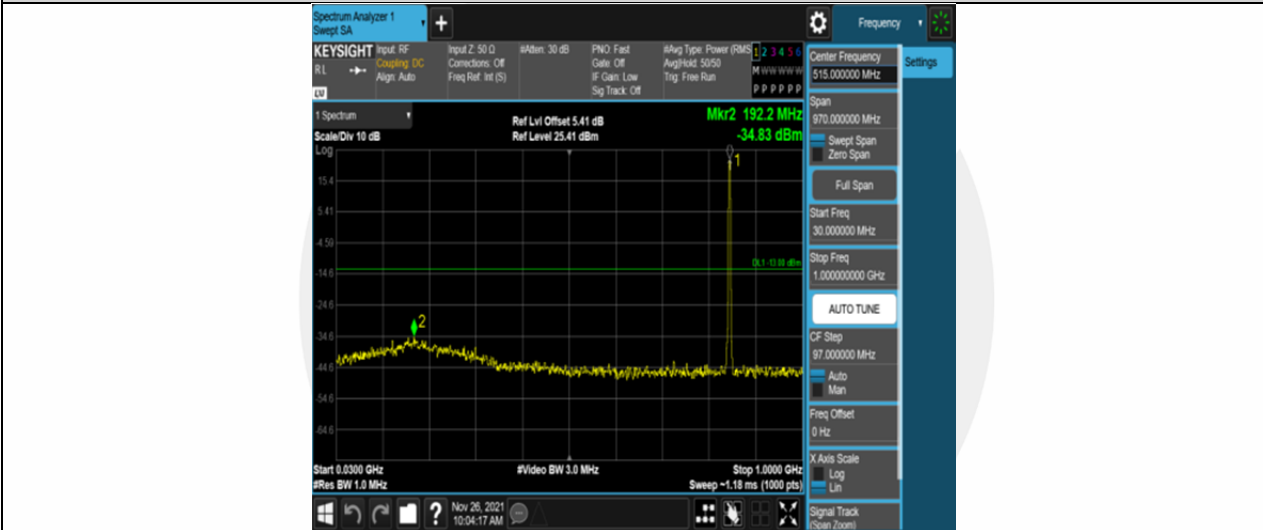 Spectrum Analyzer 1
Swept SA
+
Frequency
KEYSIGHT
RL
Input: RF
Coupling: DC
Align: Auto
Input Z: 50 Ω
Corrections: Off
Freq Ref: Int (S)
#Atten: 30 dB
PNO: Fast
Gate: Off
IF Gain: Low
Sig Track: Off
#Avg Type: Power (RMS
Avg|Hold: 50/50
Trig: Free Run
1 2 3 4 5 6
M W W W W W
P P P P P P
Center Frequency
515.000000 MHz
Settings
Span
970.000000 MHz
Swept Span
Zero Span
Full Span
Start Freq
30.000000 MHz
Stop Freq
1.000000000 GHz
AUTO TUNE
CF Step
97.000000 MHz
Auto
Man
Freq Offset
0 Hz
X Axis Scale
Log
Lin
Signal Track
(Span Zoom)
1 Spectrum
Scale/Div 10 dB
Ref Lvl Offset 5.41 dB
Ref Level 25.41 dBm
Mkr2 192.2 MHz
-34.83 dBm
Log
1
15.4
5.41
-4.59
DL1 -13.00 dBm
-14.6
-24.6
2
-34.6
-44.6
-54.6
-64.6
Start 0.0300 GHz
#Video BW 3.0 MHz
Stop 1.0000 GHz
#Res BW 1.0 MHz
Sweep ~1.18 ms (1000 pts)
?
Nov 26, 2021
10:04:17 AM